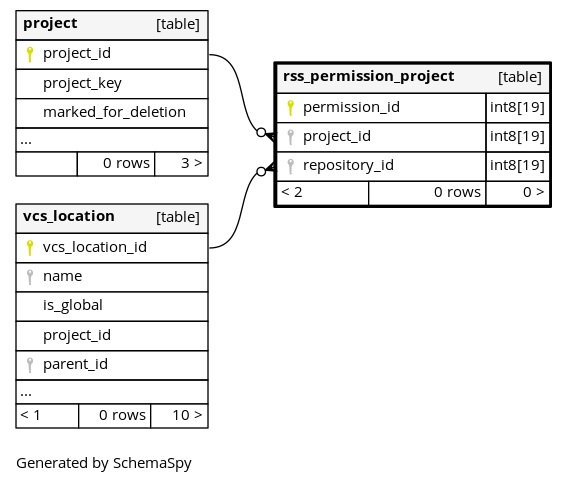 project [table]
project_id
project_key
marked_for_deletion
...
0 rows 3 >
rss_permission_project [table]
permission_id int8[19]
project_id int8[19]
repository_id int8[19]
< 2 0 rows 0 >
vcs_location [table]
vcs_location_id
name
is_global
project_id
parent_id
...
< 1 0 rows 10 >
Generated by SchemaSpy